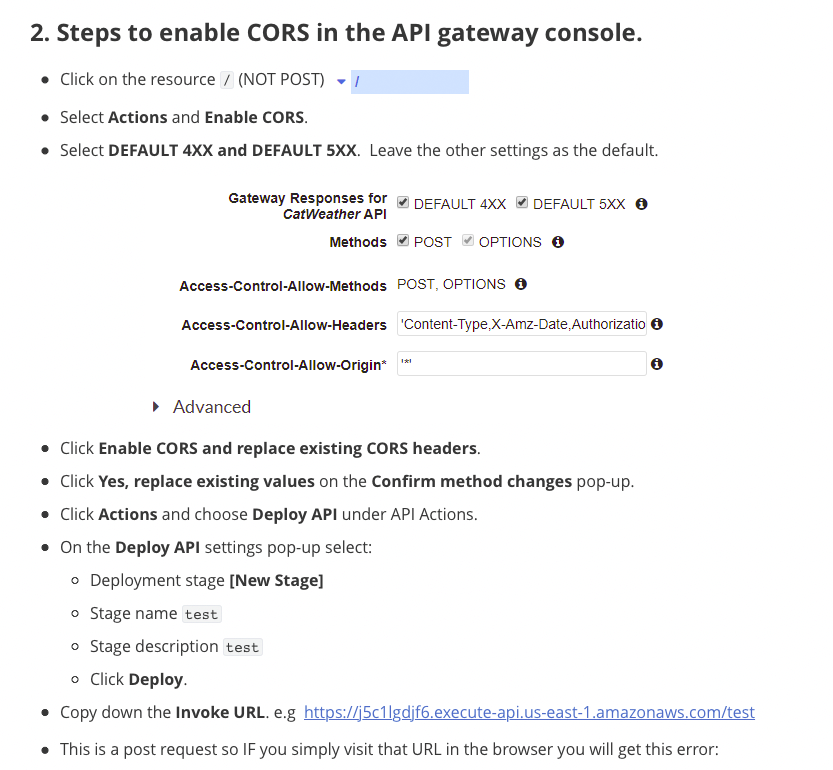 2. Steps to enable CORS in the API gateway console.
Click on the resource / (NOT POST) /
Select Actions and Enable CORS.
Select DEFAULT 4XX and DEFAULT 5XX. Leave the other settings as the default.
Gateway Responses for CatWeather API DEFAULT 4XX DEFAULT 5XX
Methods POST OPTIONS
Access-Control-Allow-Methods POST, OPTIONS
Access-Control-Allow-Headers 'Content-Type,X-Amz-Date,Authorizatio
Access-Control-Allow-Origin* '*'
Advanced
Click Enable CORS and replace existing CORS headers.
Click Yes, replace existing values on the Confirm method changes pop-up.
Click Actions and choose Deploy API under API Actions.
On the Deploy API settings pop-up select:
Deployment stage [New Stage]
Stage name test
Stage description test
Click Deploy.
Copy down the Invoke URL. e.g https://j5c1lgdjf6.execute-api.us-east-1.amazonaws.com/test
This is a post request so IF you simply visit that URL in the browser you will get this error: